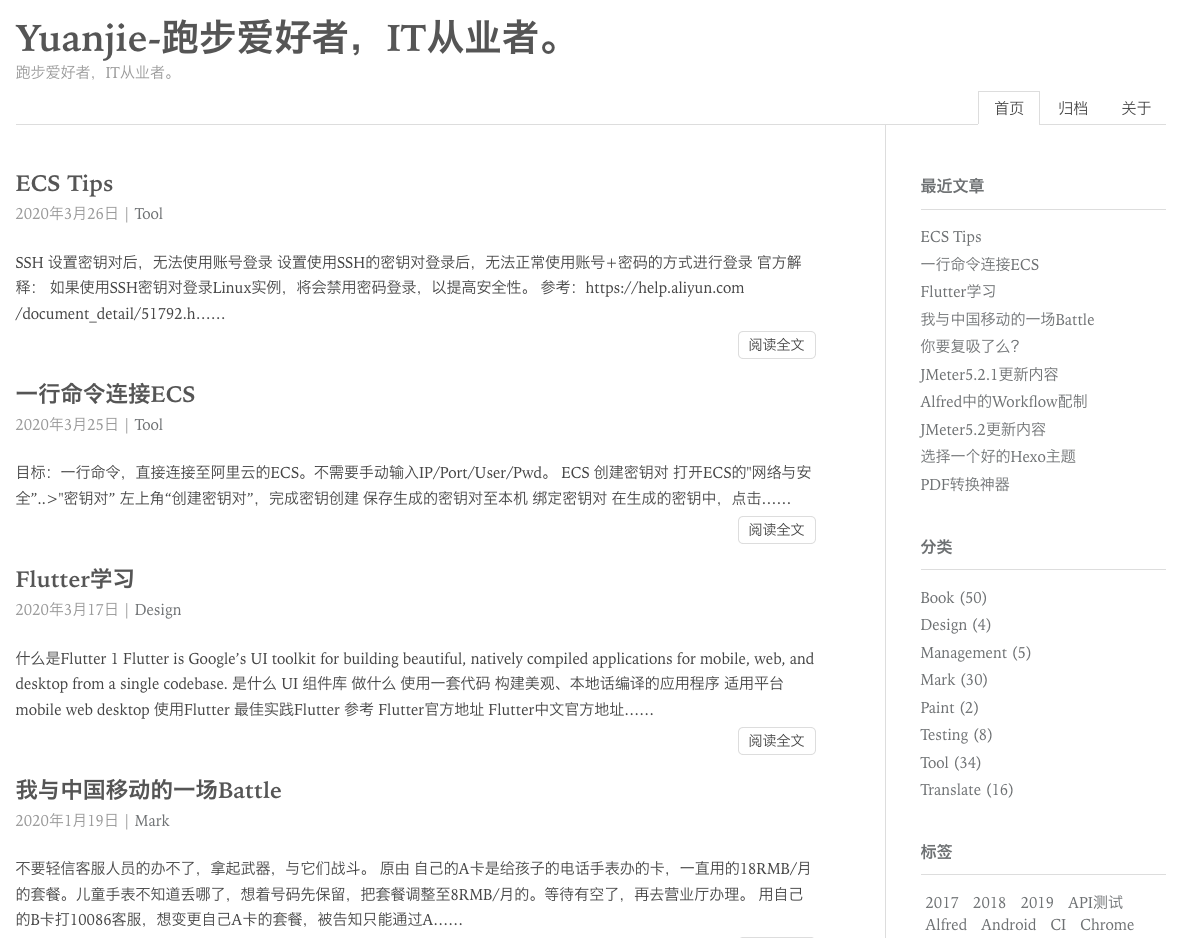 Yuanjie-跑步爱好者，IT从业者。
跑步爱好者，IT从业者。
首页 归档 关于
ECS Tips
2020年3月26日 | Tool
SSH 设置密钥对后，无法使用账号登录 设置使用SSH的密钥对登录后，无法正常使用账号+密码的方式进行登录 官方解
释： 如果使用SSH密钥对登录Linux实例，将会禁用密码登录，以提高安全性。 参考：https://help.aliyun.com
/document_detail/51792.h……
阅读全文
一行命令连接ECS
2020年3月25日 | Tool
目标：一行命令，直接连接至阿里云的ECS。不需要手动输入IP/Port/User/Pwd。 ECS 创建密钥对 打开ECS的"网络与安
全”..>"密钥对” 左上角“创建密钥对”，完成密钥创建 保存生成的密钥对至本机 绑定密钥对 在生成的密钥中，点击……
阅读全文
Flutter学习
2020年3月17日 | Design
什么是Flutter 1 Flutter is Google’s UI toolkit for building beautiful, natively compiled applications for mobile, web, and
desktop from a single codebase. 是什么 UI 组件库 做什么 使用一套代码 构建美观、本地话编译的应用程序 适用平台
mobile web desktop 使用Flutter 最佳实践Flutter 参考 Flutter官方地址 Flutter中文官方地址……
阅读全文
我与中国移动的一场Battle
2020年1月19日 | Mark
不要轻信客服人员的办不了，拿起武器，与它们战斗。 原由 自己的A卡是给孩子的电话手表办的卡，一直用的18RMB/月
的套餐。儿童手表不知道丢哪了，想着号码先保留，把套餐调整至8RMB/月的。等待有空了，再去营业厅办理。 用自己
的B卡打10086客服，想变更自己A卡的套餐，被告知只能通过A……
最近文章
ECS Tips
一行命令连接ECS
Flutter学习
我与中国移动的一场Battle
你要复吸了么？
JMeter5.2.1更新内容
Alfred中的Workflow配制
JMeter5.2更新内容
选择一个好的Hexo主题
PDF转换神器
分类
Book (50)
Design (4)
Management (5)
Mark (30)
Paint (2)
Testing (8)
Tool (34)
Translate (16)
标签
2017 2018 2019 API测试
Alfred Android CI Chrome